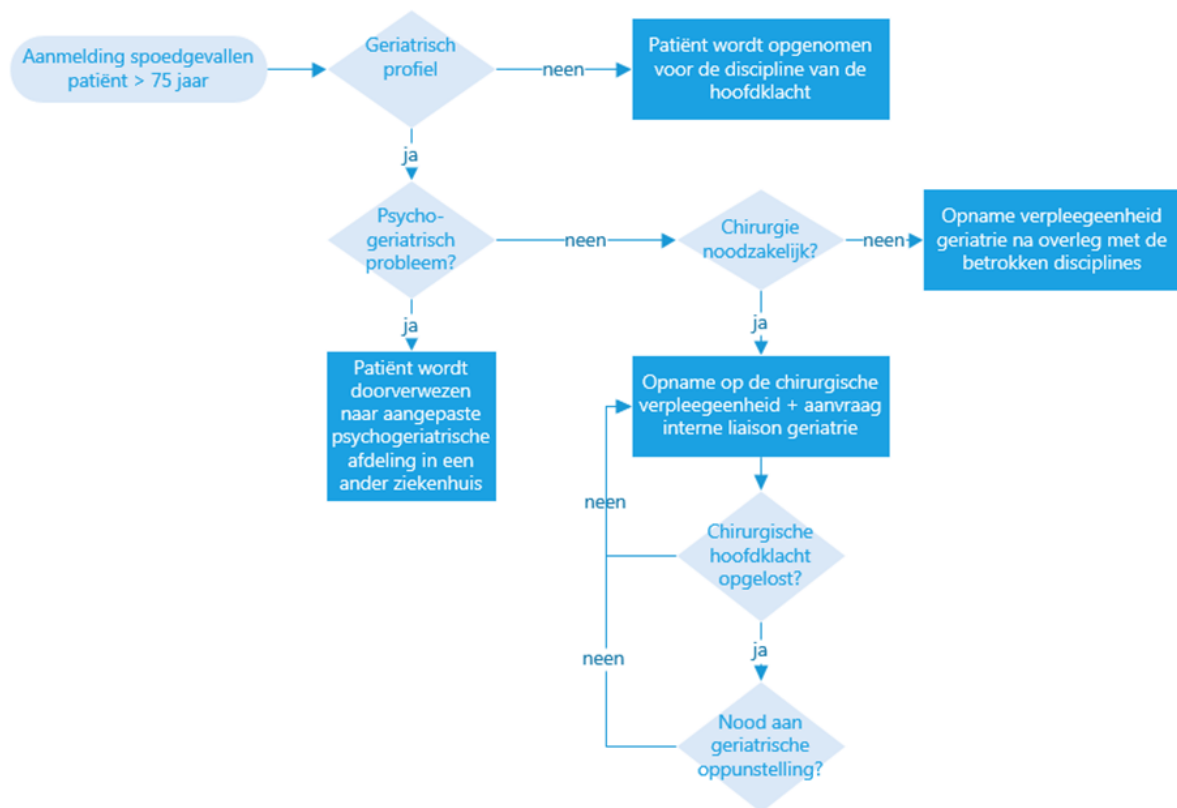 Aanmelding spoedgevallen
patiënt > 75 jaar
Geriatrisch
profiel
neen
Patiënt wordt opgenomen
voor de discipline van de
hoofdklacht
ja
Psycho-
geriatrisch
probleem?
neen
Chirurgie
noodzakelijk?
neen
Opname verpleegeenheid
geriatrie na overleg met de
betrokken disciplines
ja
Patiënt wordt
doorverwezen
naar aangepaste
psychogeriatrische
afdeling in een
ander ziekenhuis
ja
Opname op de chirurgische
verpleegeenheid + aanvraag
interne liaison geriatrie
neen
Chirurgische
hoofdklacht
opgelost?
ja
neen
Nood aan
geriatrische
oppunstelling?